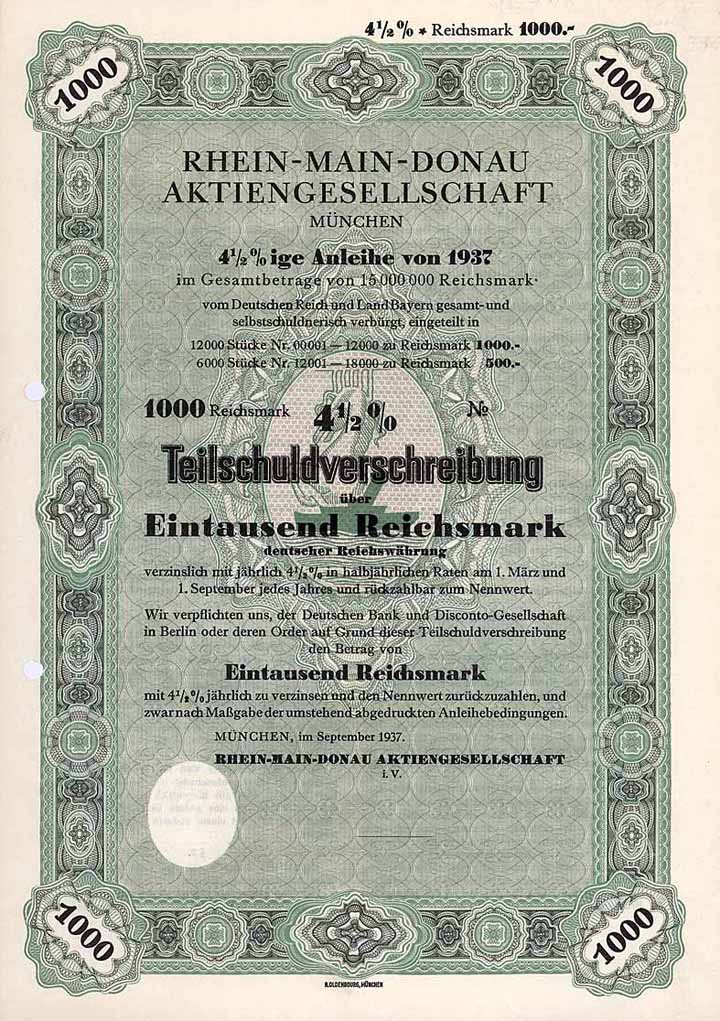 4½% * Reichsmark 1000.-
1000
1000
RHEIN-MAIN-DONAU
AKTIENGESELLSCHAFT
MÜNCHEN
4½%ige Anleihe von 1937
im Gesamtbetrage von 15 000 000 Reichsmark
vom Deutschen Reich und Land Bayern gesamt- und
selbstschuldnerisch verbürgt, eingeteilt in
12000 Stücke Nr. 00001 — 12000 zu Reichsmark 1000.-
6000 Stücke Nr. 12001 — 18000 zu Reichsmark 500.-
1000 Reichsmark 4½% №
Teilschuldverschreibung
über
Eintausend Reichsmark
deutscher Reichswährung
verzinslich mit jährlich 4½% in halbjährlichen Raten am 1. März und
1. September jedes Jahres und rückzahlbar zum Nennwert.
Wir verpflichten uns, der Deutschen Bank und Disconto-Gesellschaft
in Berlin oder deren Order auf Grund dieser Teilschuldverschreibung
den Betrag von
Eintausend Reichsmark
mit 4½% jährlich zu verzinsen und den Nennwert zurückzuzahlen, und
zwar nach Maßgabe der umstehend abgedruckten Anleihebedingungen.
MÜNCHEN, im September 1937.
RHEIN-MAIN-DONAU AKTIENGESELLSCHAFT
i. V.
1000
1000
R. OLDENBOURG, MÜNCHEN